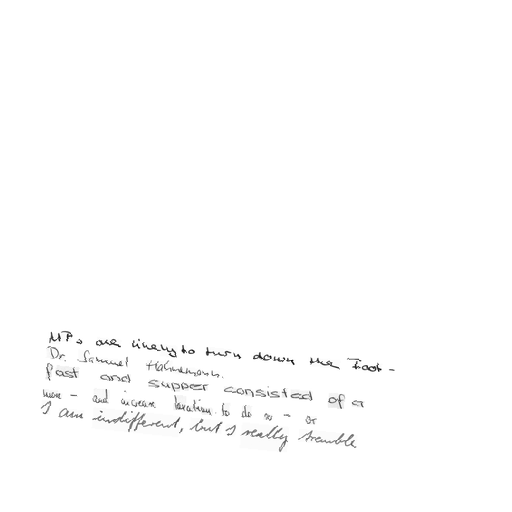 MPs are likely to turn down the Foot-
Dr. Samuel Hahnemann.
fast and supper consisted of a
men - and increase taxation to do so - or
I am indifferent, but I really tremble